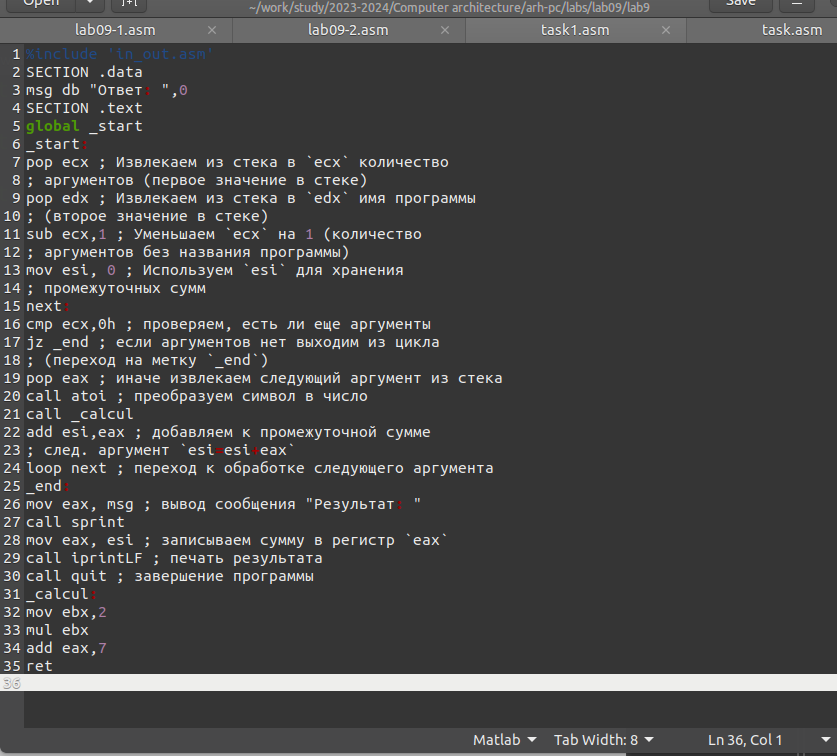 Open
Save
~/work/study/2023-2024/Computer architecture/arh-pc/labs/lab09/lab9
lab09-1.asm × lab09-2.asm × task1.asm × task.asm
1 %include 'in_out.asm'
2 SECTION .data
3 msg db "Ответ: ",0
4 SECTION .text
5 global _start
6 _start:
7 pop ecx ; Извлекаем из стека в `ecx` количество
8 ; аргументов (первое значение в стеке)
9 pop edx ; Извлекаем из стека в `edx` имя программы
10 ; (второе значение в стеке)
11 sub ecx,1 ; Уменьшаем `ecx` на 1 (количество
12 ; аргументов без названия программы)
13 mov esi, 0 ; Используем `esi` для хранения
14 ; промежуточных сумм
15 next:
16 cmp ecx,0h ; проверяем, есть ли еще аргументы
17 jz _end ; если аргументов нет выходим из цикла
18 ; (переход на метку `_end`)
19 pop eax ; иначе извлекаем следующий аргумент из стека
20 call atoi ; преобразуем символ в число
21 call _calcul
22 add esi,eax ; добавляем к промежуточной сумме
23 ; след. аргумент `esi=esi+eax`
24 loop next ; переход к обработке следующего аргумента
25 _end:
26 mov eax, msg ; вывод сообщения "Результат: "
27 call sprint
28 mov eax, esi ; записываем сумму в регистр `eax`
29 call iprintLF ; печать результата
30 call quit ; завершение программы
31 _calcul:
32 mov ebx,2
33 mul ebx
34 add eax,7
35 ret
36
Matlab Tab Width: 8 Ln 36, Col 1